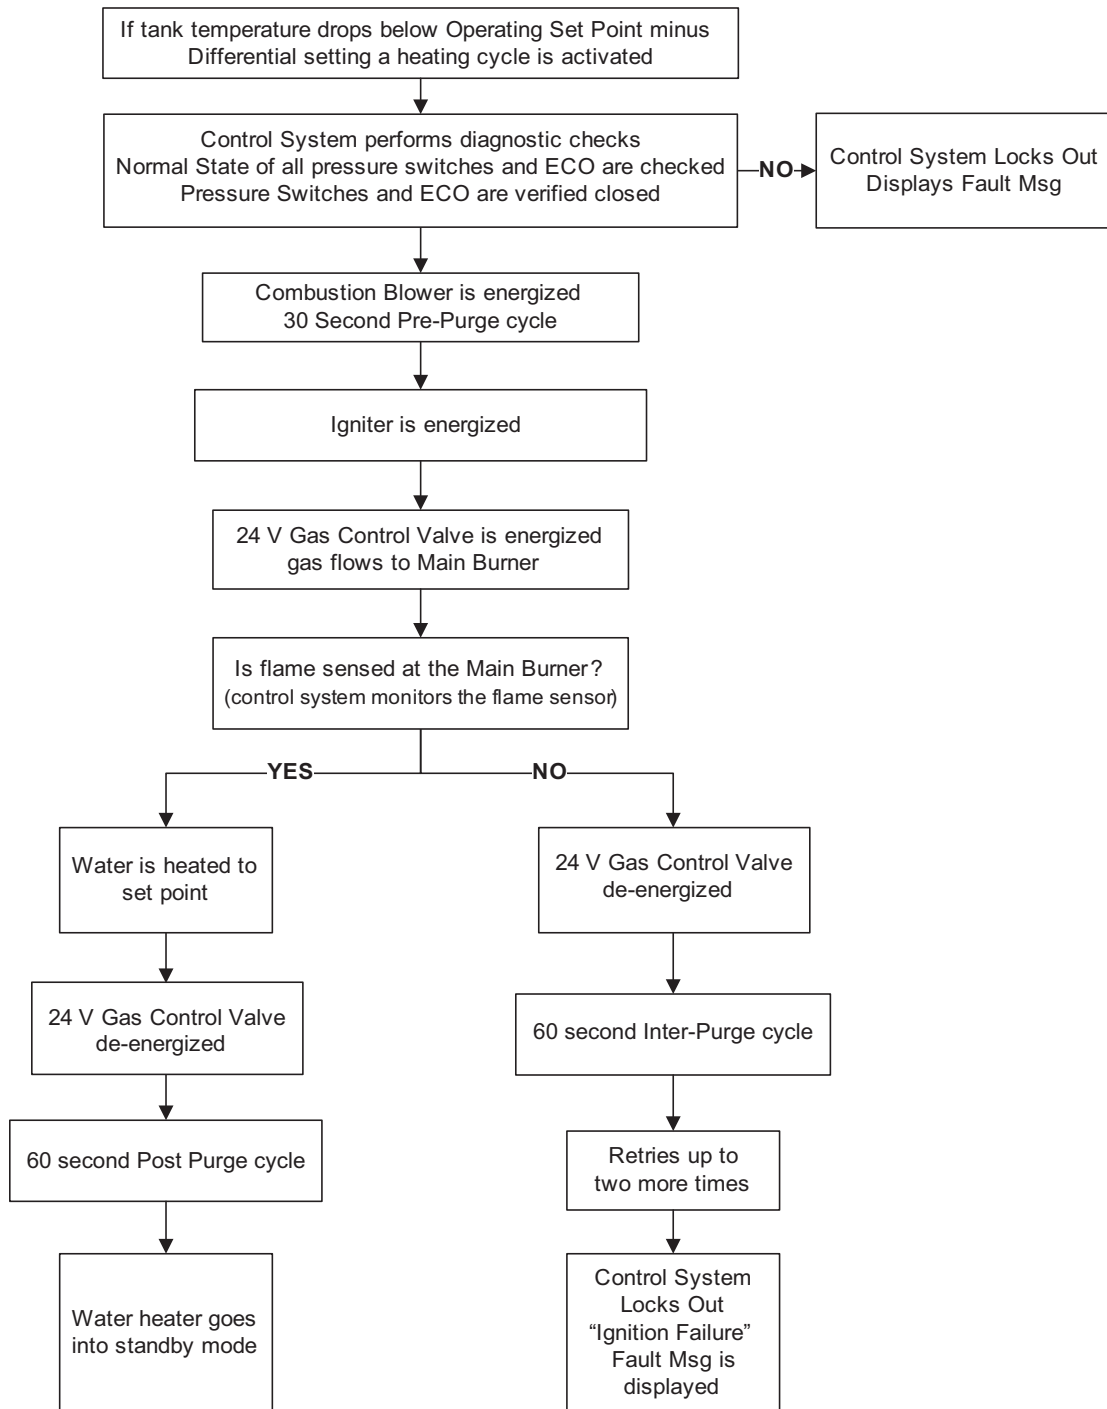 If tank temperature drops below Operating Set Point minus
Differential setting a heating cycle is activated
Control System performs diagnostic checks
Normal State of all pressure switches and ECO are checked
Pressure Switches and ECO are verified closed
NO
Control System Locks Out
Displays Fault Msg
Combustion Blower is energized
30 Second Pre-Purge cycle
Igniter is energized
24 V Gas Control Valve is energized
gas flows to Main Burner
Is flame sensed at the Main Burner?
(control system monitors the flame sensor)
YES
NO
Water is heated to
set point
24 V Gas Control Valve
de-energized
60 second Post Purge cycle
Water heater goes
into standby mode
24 V Gas Control Valve
de-energized
60 second Inter-Purge cycle
Retries up to
two more times
Control System
Locks Out
“Ignition Failure”
Fault Msg is
displayed